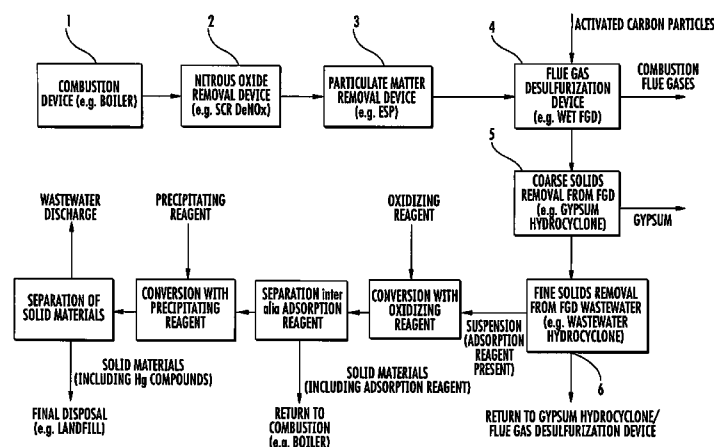 ACTIVATED CARBON PARTICLES
1
2
3
4
COMBUSTION
DEVICE (e.g. BOILER)
NITROUS OXIDE
REMOVAL DEVICE
(e.g. SCR DeNOx)
PARTICULATE MATTER
REMOVAL DEVICE
(e.g. ESP)
FLUE GAS
DESULFURIZATION
DEVICE
(e.g. WET FGD)
COMBUSTION
FLUE GASES
5
COARSE SOLIDS
REMOVAL FROM FGD
(e.g. GYPSUM
HYDROCYCLONE)
GYPSUM
WASTEWATER
DISCHARGE
PRECIPITATING
REAGENT
OXIDIZING
REAGENT
SEPARATION OF
SOLID MATERIALS
CONVERSION WITH
PRECIPITATING
REAGENT
SEPARATION inter
alia ADSORPTION
REAGENT
CONVERSION WITH
OXIDIZING
REAGENT
SUSPENSION
(ADSORPTION
REAGENT
PRESENT)
FINE SOLIDS REMOVAL
FROM FGD WASTEWATER
(e.g. WASTEWATER
HYDROCYCLONE)
6
SOLID MATERIALS
(INCLUDING Hg COMPOUNDS)
SOLID MATERIALS
(INCLUDING ADSORPTION REAGENT)
FINAL DISPOSAL
(e.g. LANDFILL)
RETURN TO
COMBUSTION
(e.g. BOILER)
RETURN TO GYPSUM HYDROCYCLONE/
FLUE GAS DESULFURIZATION DEVICE